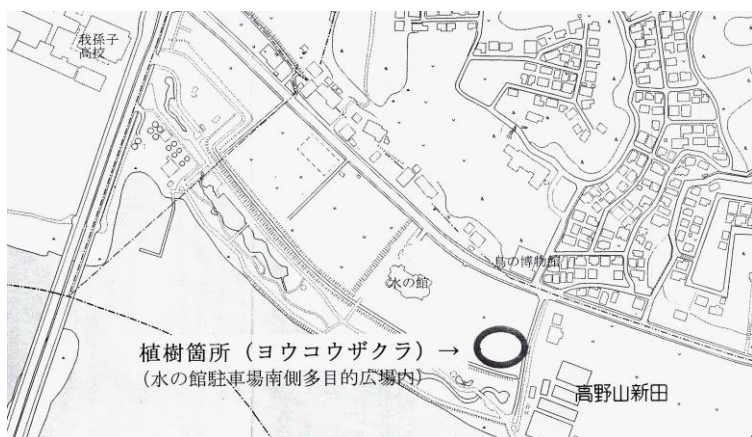 我孫子
高校
鳥の博物館
水の館
植樹箇所（ヨウコウザクラ）→
（水の館駐車場南側多目的広場内）
高野山新田